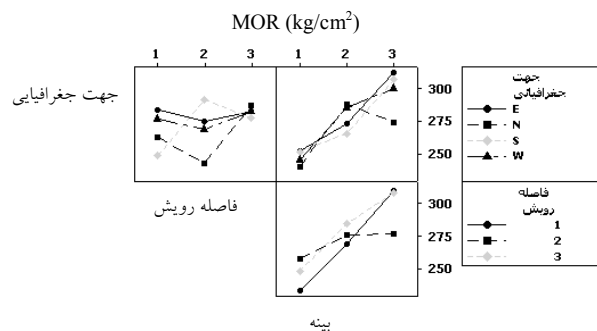 MOR (kg/cm²)
1 2 3 1 2 3
جهت جغرافیایی
300
275
250
جهت
جغرافیائی
E
N
S
W
فاصله رویش
300
275
250
فاصله
رویش
1
2
3
بینه